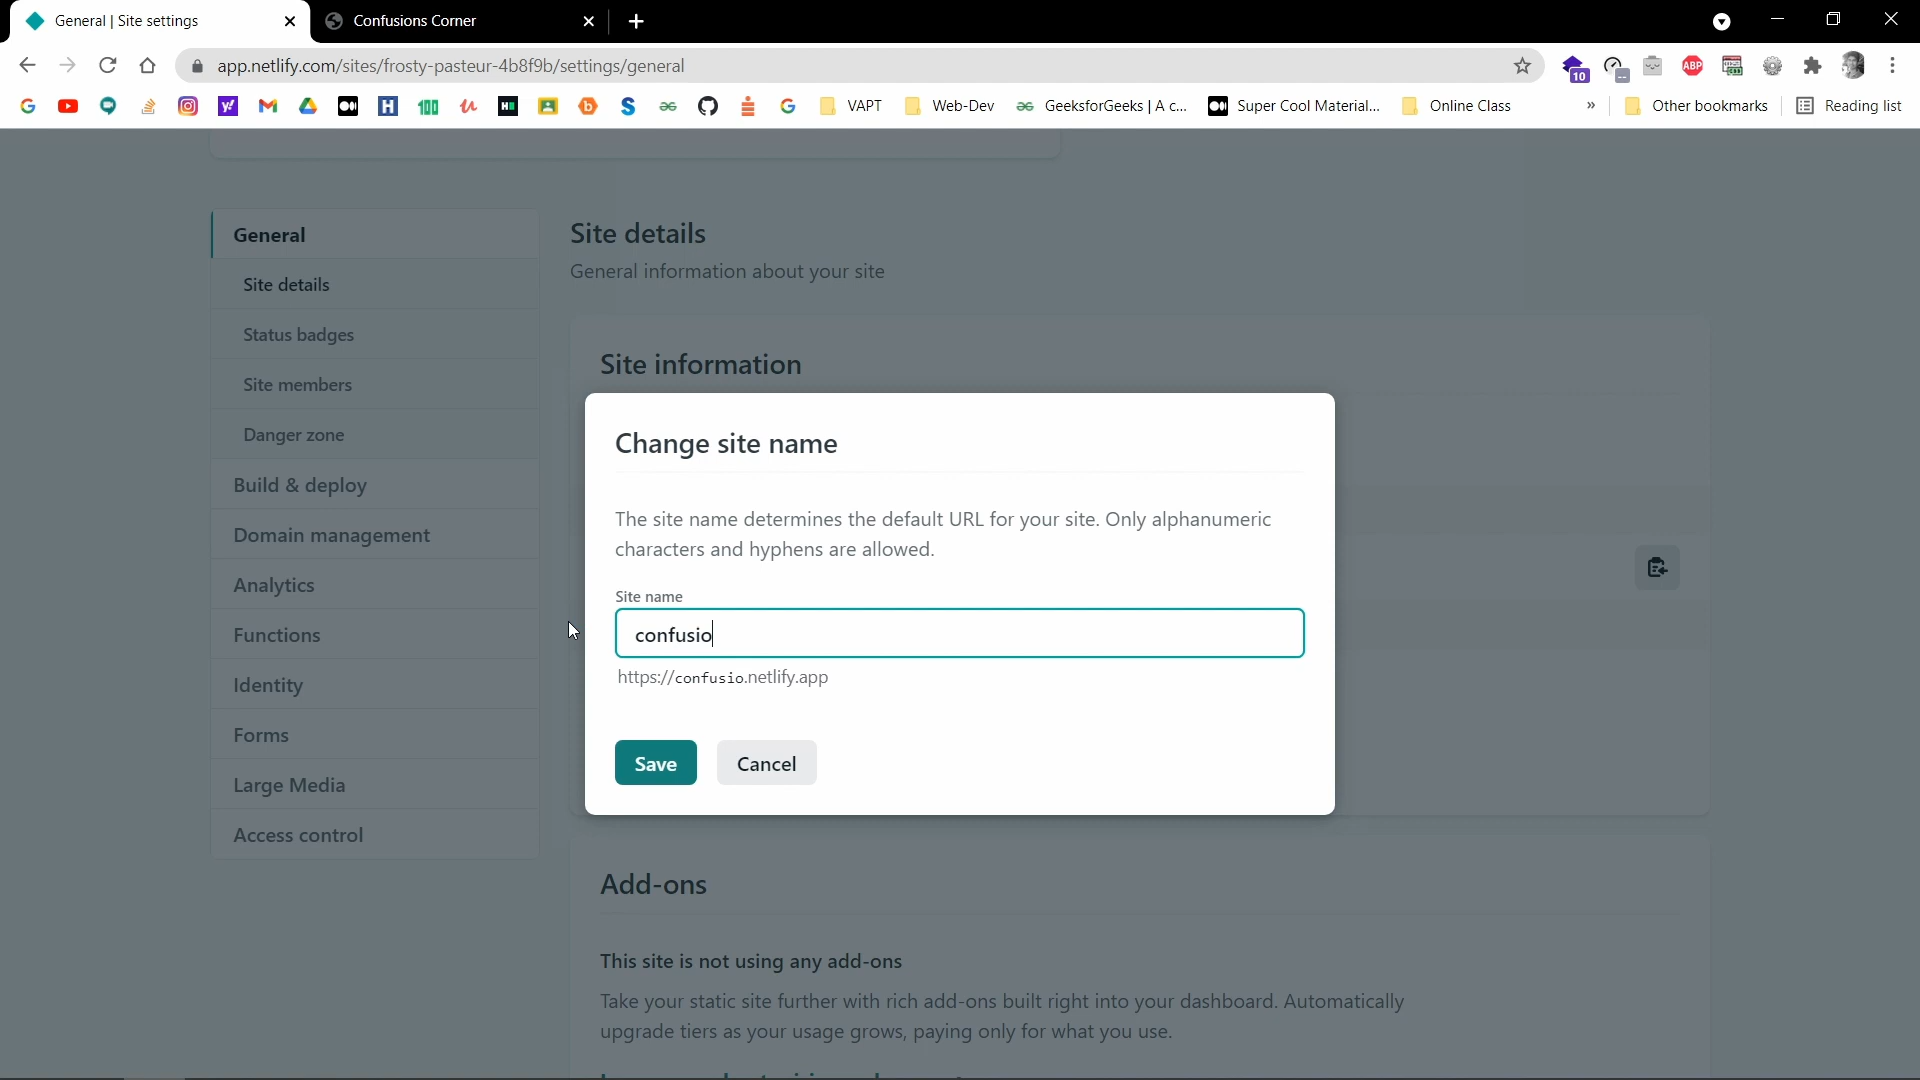 General | Site settings
Confusions Corner
app.netlify.com/sites/frosty-pasteur-4b8f9b/settings/general
10
ABP
VAPT
Web-Dev
GeeksforGeeks | A c...
Super Cool Material...
Online Class
»
Other bookmarks
Reading list
General
Site details
Status badges
Site members
Danger zone
Build & deploy
Domain management
Analytics
Functions
Identity
Forms
Large Media
Access control
Site details
General information about your site
Site information
Change site name
The site name determines the default URL for your site. Only alphanumeric
characters and hyphens are allowed.
Site name
confusio
https://confusio.netlify.app
Save
Cancel
Add-ons
This site is not using any add-ons
Take your static site further with rich add-ons built right into your dashboard. Automatically
upgrade tiers as your usage grows, paying only for what you use.